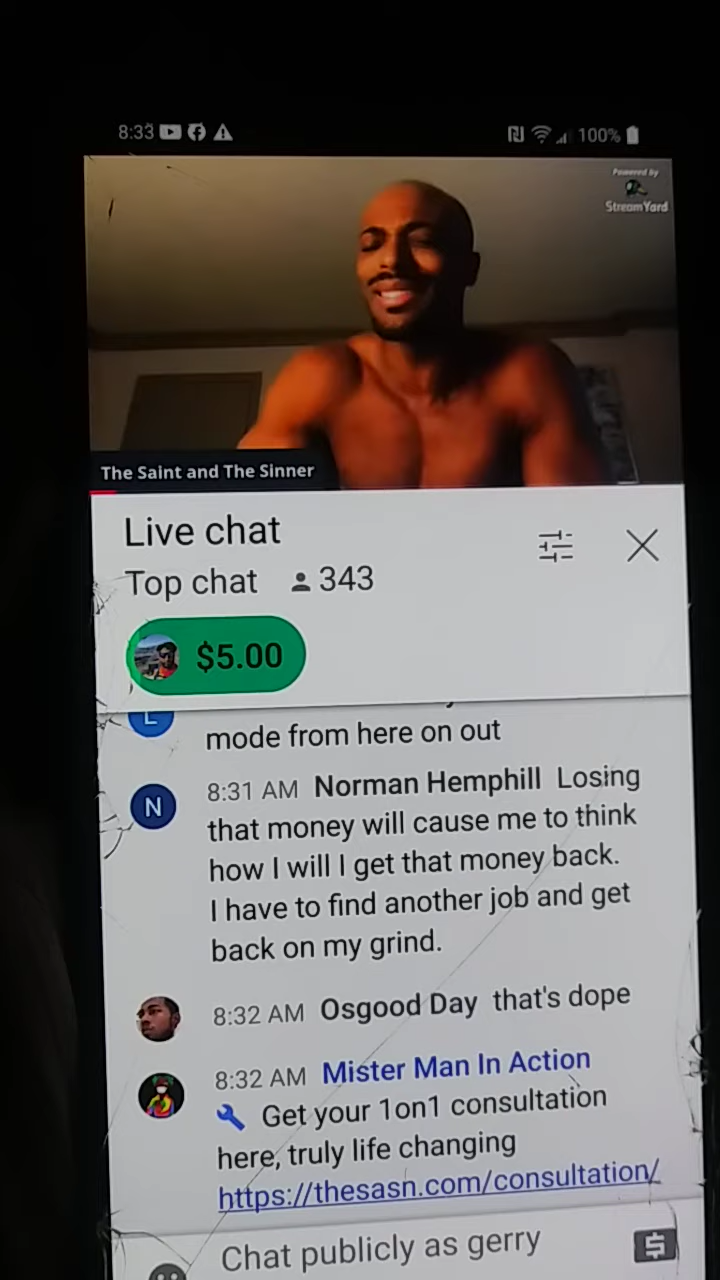 8:33
100%
Powered by
StreamYard
The Saint and The Sinner
Live chat
Top chat 343
$5.00
L
mode from here on out
N
8:31 AM Norman Hemphill Losing
that money will cause me to think
how I will I get that money back.
I have to find another job and get
back on my grind.
8:32 AM Osgood Day that's dope
8:32 AM Mister Man In Action
Get your 1on1 consultation
here, truly life changing
https://thesasn.com/consultation/
Chat publicly as gerry